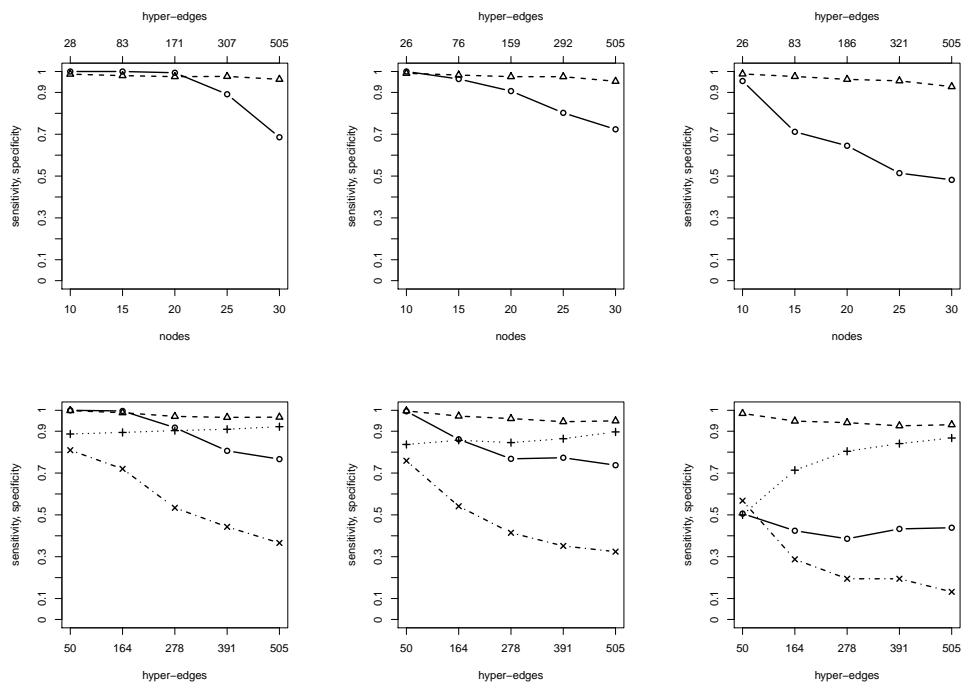 hyper−edges
28 83 171 307 505
sensitivity, specificity
1
0.9
0.7
0.5
0.3
0.1
0
10 15 20 25 30
nodes
hyper−edges
26 76 159 292 505
sensitivity, specificity
1
0.9
0.7
0.5
0.3
0.1
0
10 15 20 25 30
nodes
hyper−edges
26 83 186 321 505
sensitivity, specificity
1
0.9
0.7
0.5
0.3
0.1
0
10 15 20 25 30
nodes
sensitivity, specificity
1
0.9
0.7
0.5
0.3
0.1
0
50 164 278 391 505
hyper−edges
sensitivity, specificity
1
0.9
0.7
0.5
0.3
0.1
0
50 164 278 391 505
hyper−edges
sensitivity, specificity
1
0.9
0.7
0.5
0.3
0.1
0
50 164 278 391 505
hyper−edges